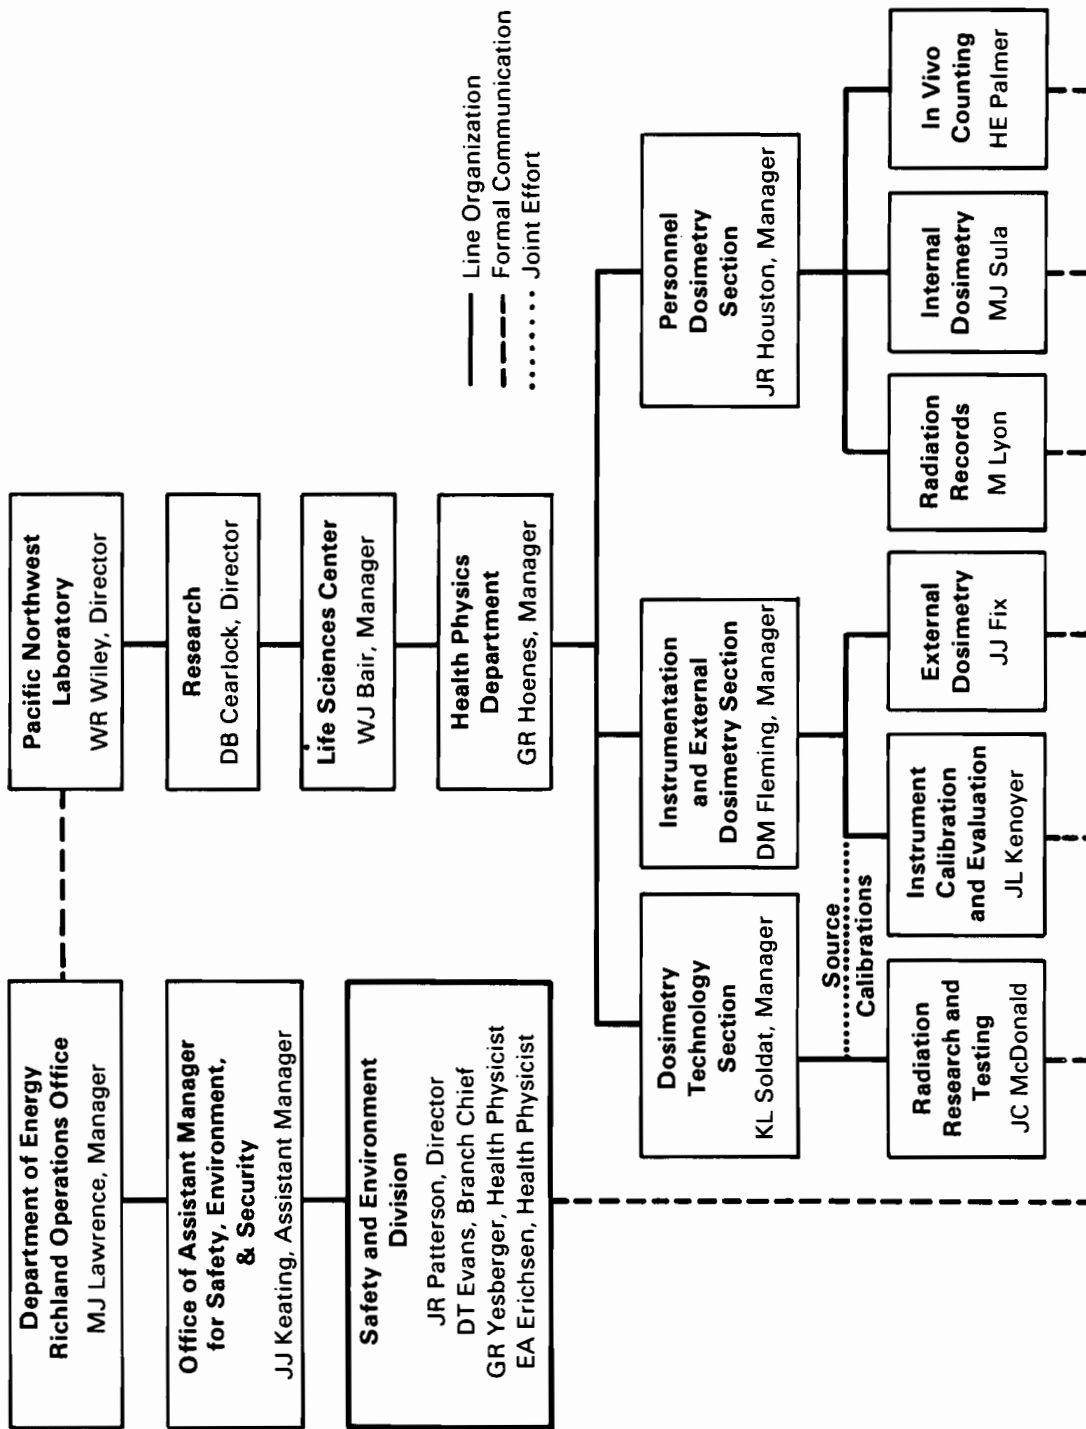 Department of Energy
Richland Operations Office
MJ Lawrence, Manager
Office of Assistant Manager
for Safety, Environment,
& Security
JJ Keating, Assistant Manager
Safety and Environment
Division
JR Patterson, Director
DT Evans, Branch Chief
GR Yesberger, Health Physicist
EA Erichsen, Health Physicist
Pacific Northwest
Laboratory
WR Wiley, Director
Research
DB Cearlock, Director
Life Sciences Center
WJ Bair, Manager
Health Physics
Department
GR Hoenes, Manager
Line Organization
Formal Communication
Joint Effort
Dosimetry
Technology
Section
KL Soldat, Manager
Instrumentation
and External
Dosimetry Section
DM Fleming, Manager
Personnel
Dosimetry
Section
JR Houston, Manager
Source
Calibrations
Radiation
Research and
Testing
JC McDonald
Instrument
Calibration
and Evaluation
JL Kenoyer
External
Dosimetry
JJ Fix
Radiation
Records
M Lyon
Internal
Dosimetry
MJ Sula
In Vivo
Counting
HE Palmer